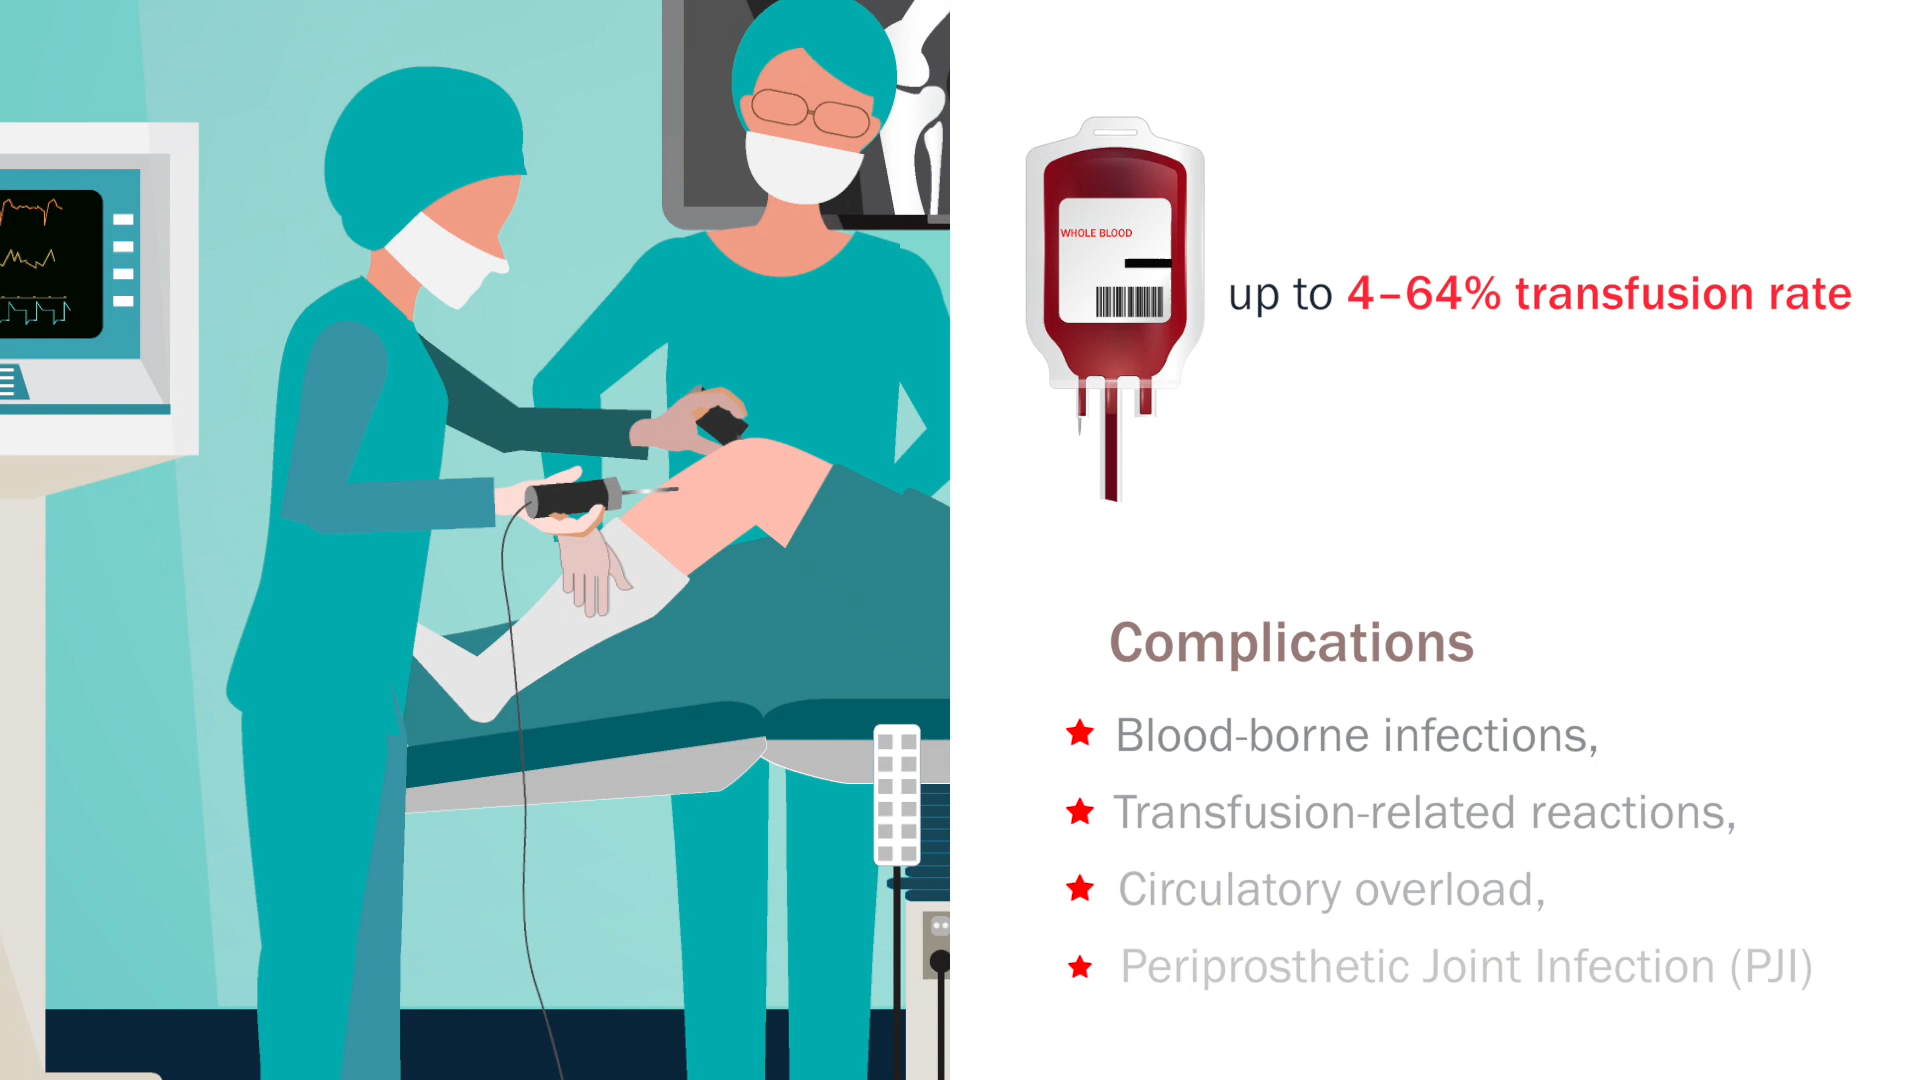 WHOLE BLOOD
up to 4–64% transfusion rate
Complications
Blood-borne infections,
Transfusion-related reactions,
Circulatory overload,
Periprosthetic Joint Infection (PJI)